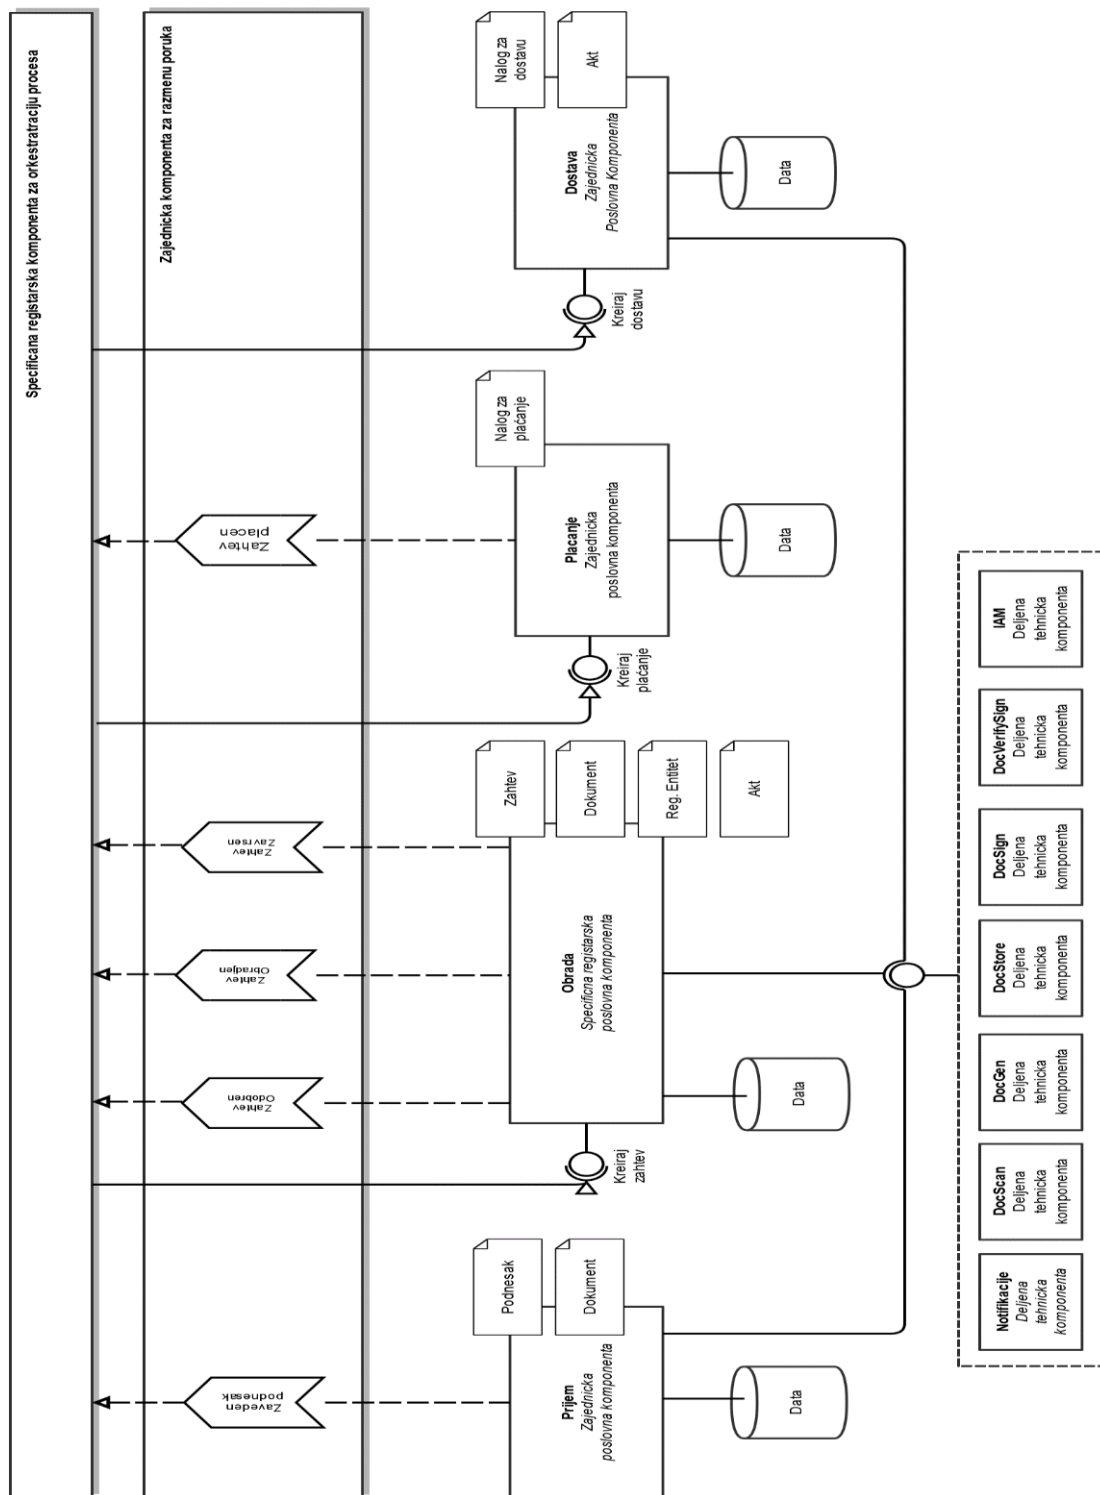 Specificana registarska komponenta za orkestratraciju procesa
Zajednicka komponenta za razmenu poruka
Zaveden
podnesak
Zahtev
Odobren
Zahtev
Obradjen
Zahtev
Zavrsen
Zahtev
placen
Podnesak
Dokument
Prijem
Zajednicka
poslovna komponenta
Data
Kreiraj
zahtev
Zahtev
Dokument
Reg. Entitet
Akt
Obrada
Specificna registarska
poslovna komponenta
Data
Kreiraj
plaćanje
Nalog za
plaćanje
Placanje
Zajednicka
poslovna komponenta
Data
Kreiraj
dostavu
Nalog za
dostavu
Akt
Dostava
Zajednicka
Poslovna Komponenta
Data
Notifikacije
Deljena
tehnicka
komponenta
DocScan
Deljena
tehnicka
komponenta
DocGen
Deljena
tehnicka
komponenta
DocStore
Deljena
tehnicka
komponenta
DocSign
Deljena
tehnicka
komponenta
DocVerifySign
Deljena
tehnicka
komponenta
IAM
Deljena
tehnicka
komponenta